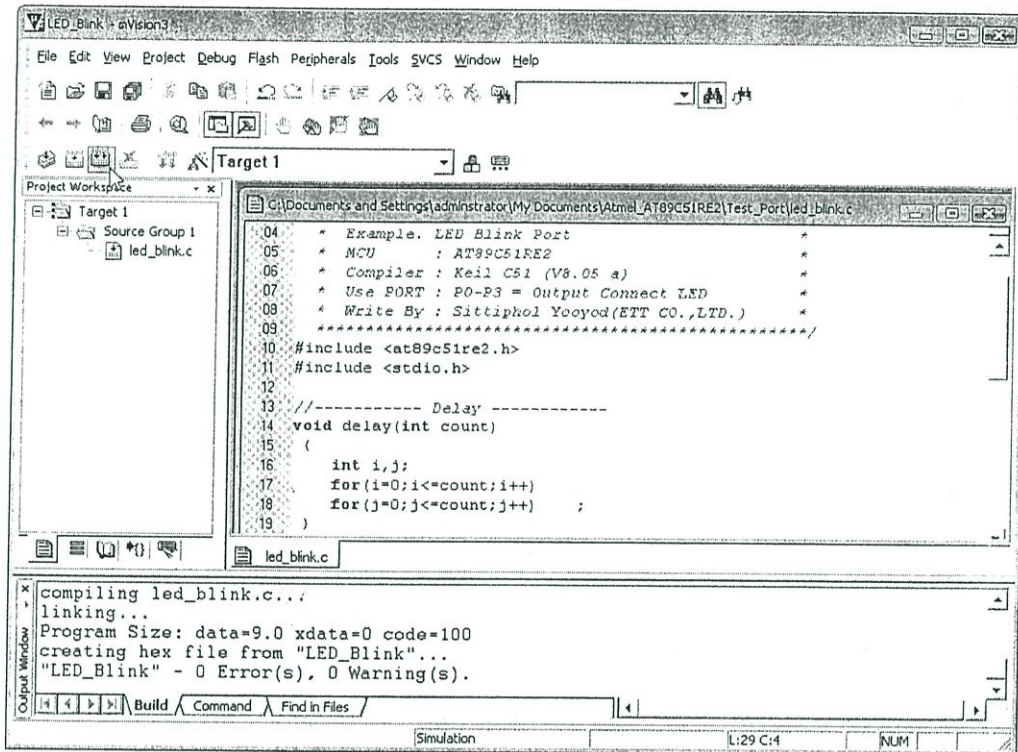 LED_Blink - µVision3
File Edit View Project Debug Flash Peripherals Tools SVCS Window Help
Target 1
Project Workspace
Target 1
Source Group 1
led_blink.c
C:\Documents and Settings\adminstrator\My Documents\Atmel_AT89C51RE2\Test_Port\led_blink.c
04 * Example. LED Blink Port *
05 * MCU : AT89C51RE2 *
06 * Compiler : Keil C51 (V8.05 a) *
07 * Use PORT : P0-P3 = Output Connect LED *
08 * Write By : Sittiphol Yooyod(ETT CO.,LTD.) *
09 **************************************************/
10 #include <at89c51re2.h>
11 #include <stdio.h>
12
13 //----------- Delay ------------
14 void delay(int count)
15 {
16 int i,j;
17 for(i=0;i<=count;i++)
18 for(j=0;j<=count;j++) ;
19 }
led_blink.c
Output Window
compiling led_blink.c...
linking...
Program Size: data=9.0 xdata=0 code=100
creating hex file from "LED_Blink"...
"LED_Blink" - 0 Error(s), 0 Warning(s).
Build Command Find in Files
Simulation L:29 C:4 NUM